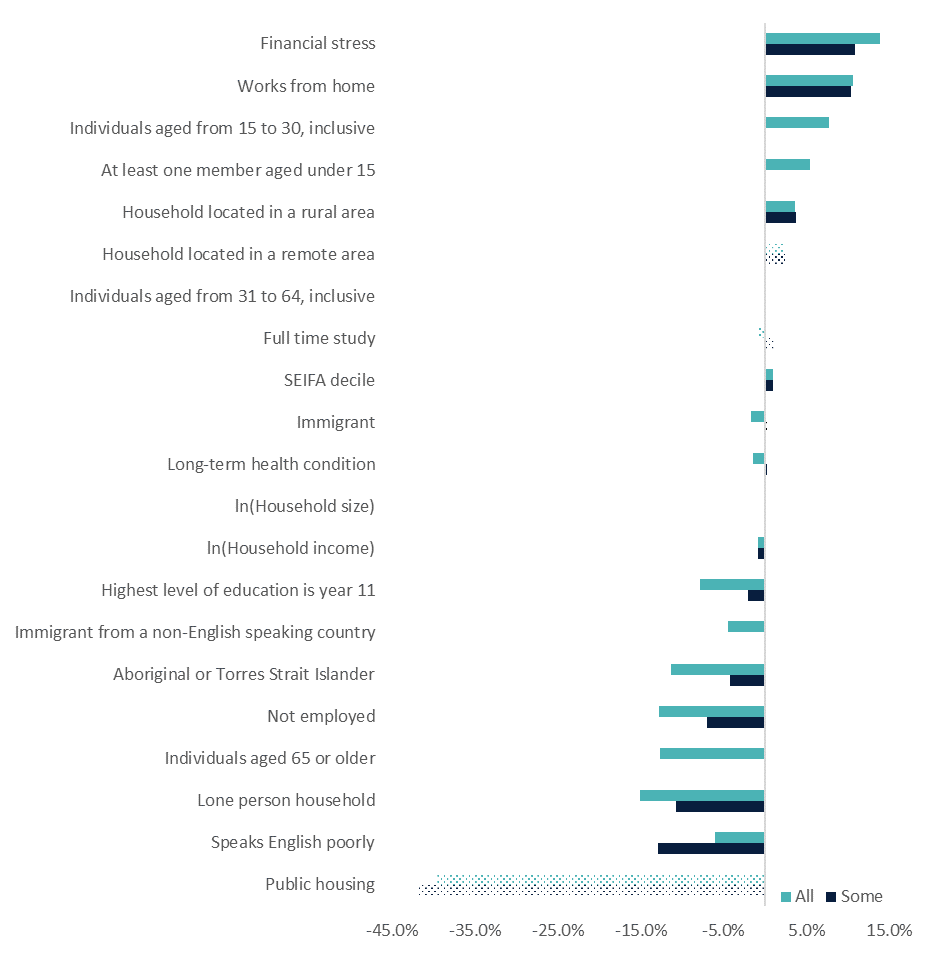 Financial stress
Works from home
Individuals aged from 15 to 30, inclusive
At least one member aged under 15
Household located in a rural area
Household located in a remote area
Individuals aged from 31 to 64, inclusive
Full time study
SEIFA decile
Immigrant
Long-term health condition
ln(Household size)
ln(Household income)
Highest level of education is year 11
Immigrant from a non-English speaking country
Aboriginal or Torres Strait Islander
Not employed
Individuals aged 65 or older
Lone person household
Speaks English poorly
Public housing
All Some
-45.0% -35.0% -25.0% -15.0% -5.0% 5.0% 15.0%